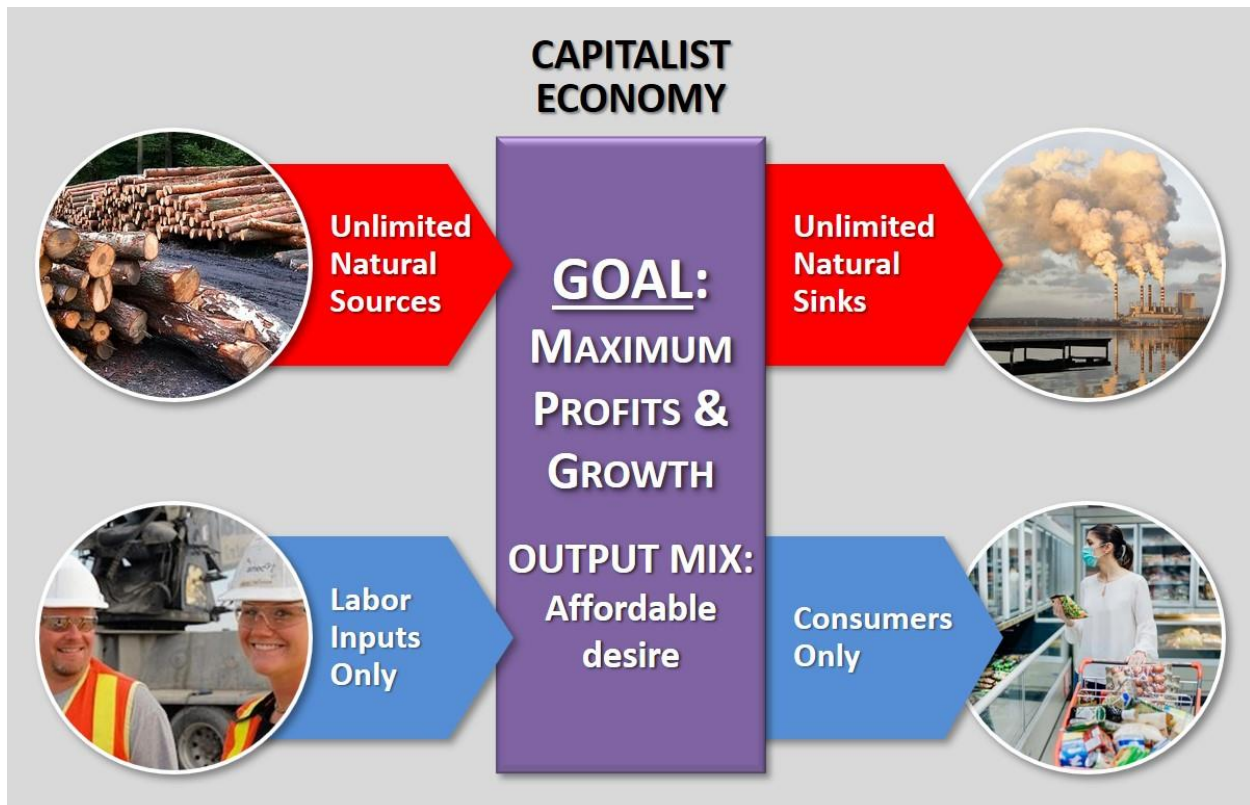 CAPITALIST
ECONOMY
Unlimited
Natural
Sources
GOAL:
MAXIMUM
PROFITS &
GROWTH
OUTPUT MIX:
Affordable
desire
Unlimited
Natural
Sinks
Labor
Inputs
Only
Consumers
Only